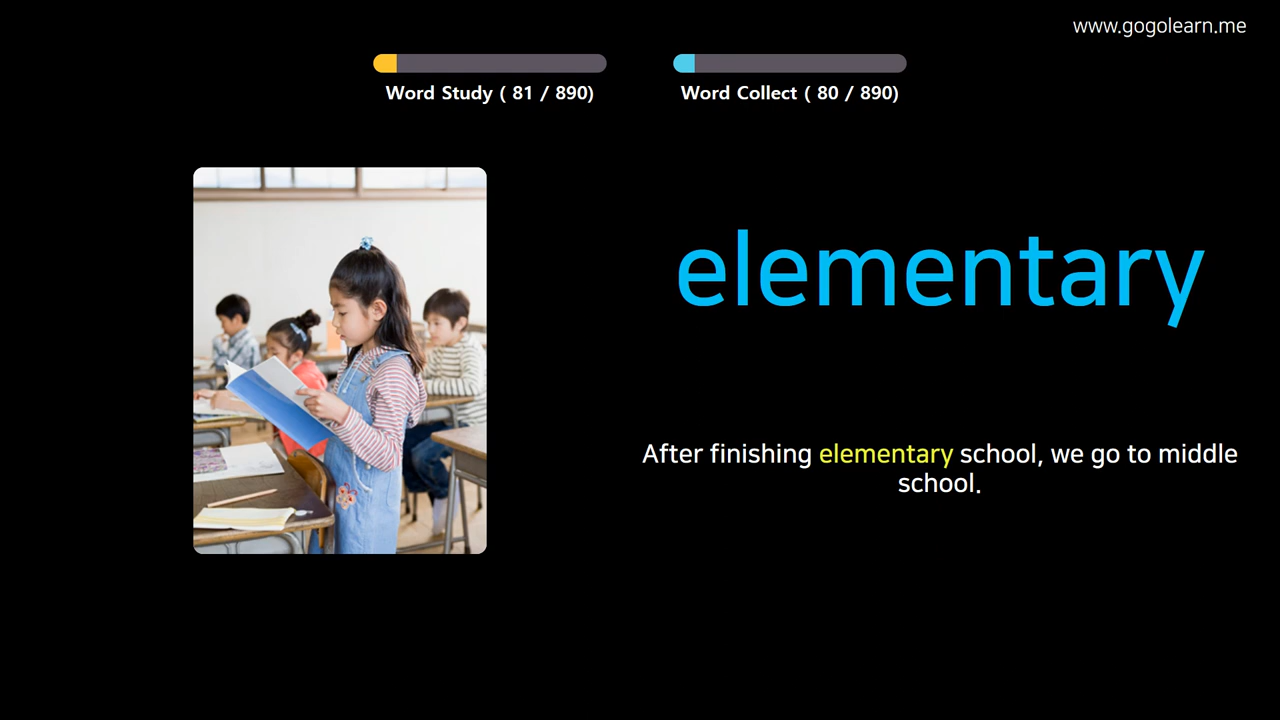 www.gogolearn.me
Word Study ( 81 / 890)
Word Collect ( 80 / 890)
elementary
After finishing elementary school, we go to middle
school.